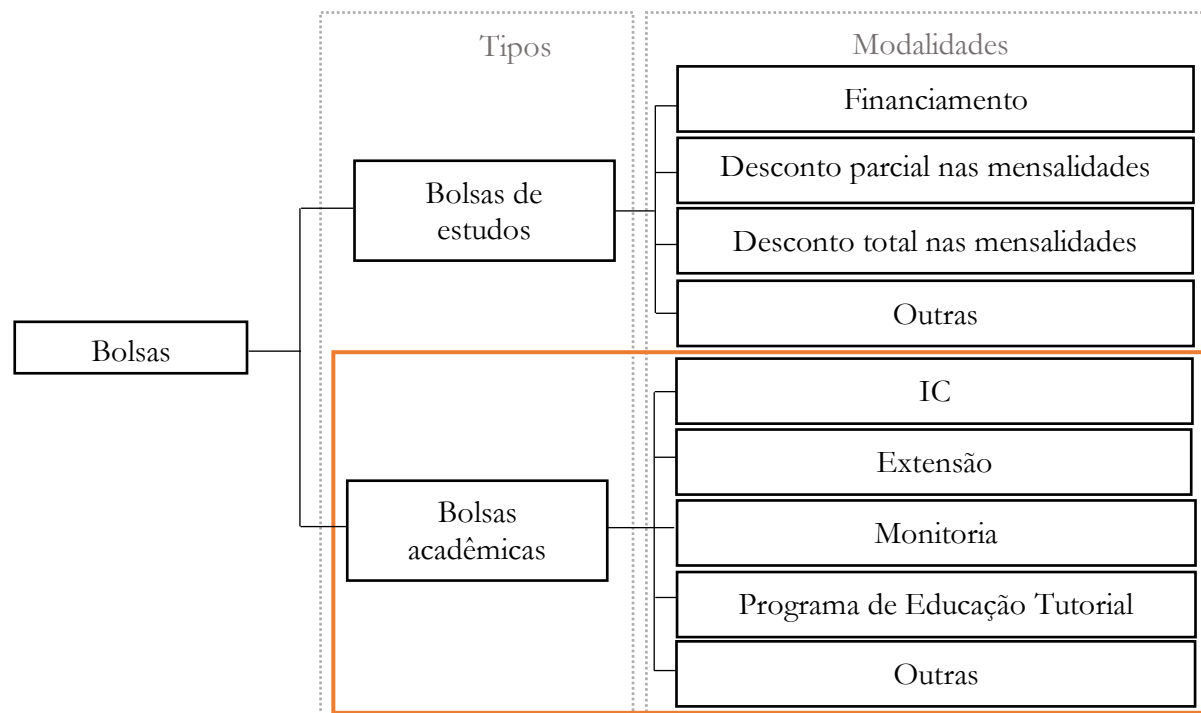 Tipos
Modalidades
Financiamento
Desconto parcial nas mensalidades
Bolsas de
estudos
Desconto total nas mensalidades
Outras
Bolsas
IC
Extensão
Bolsas
acadêmicas
Monitoria
Programa de Educação Tutorial
Outras